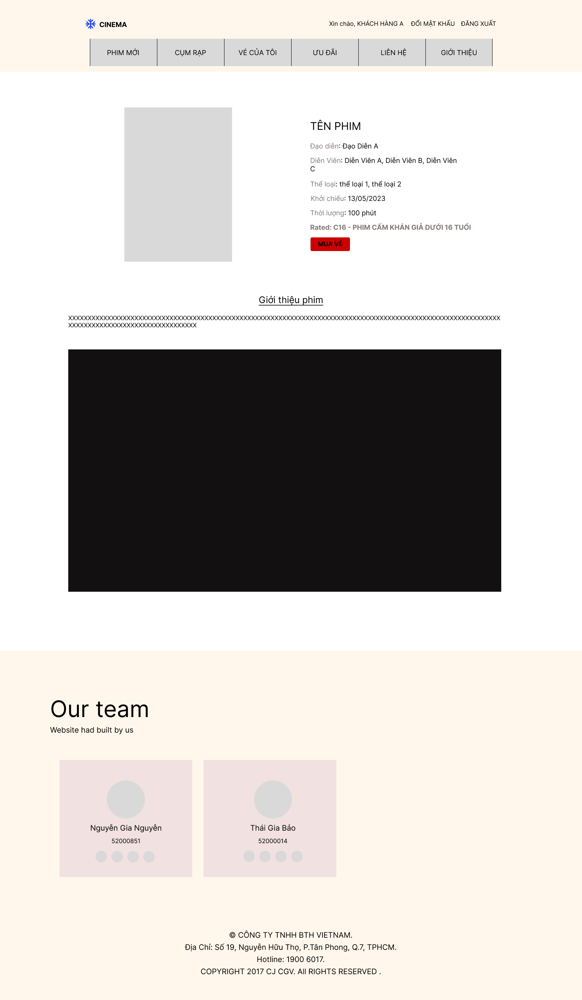 CINEMA
Xin chào, KHÁCH HÀNG A ĐỔI MẬT KHẨU ĐĂNG XUẤT
PHIM MỚI CỤM RẠP VÉ CỦA TÔI ƯU ĐÃI LIÊN HỆ GIỚI THIỆU
TÊN PHIM
Đạo diễn: Đạo Diễn A
Diễn Viên: Diễn Viên A, Diễn Viên B, Diễn Viên
C
Thể loại: thể loại 1, thể loại 2
Khởi chiếu: 13/05/2023
Thời lượng: 100 phút
Rated: C16 - PHIM CẤM KHÁN GIẢ DƯỚI 16 TUỔI
MUA VÉ
Giới thiệu phim
XXXXXXXXXXXXXXXXXXXXXXXXXXXXXXXXXXXXXXXXXXXXXXXXXXXXXXXXXXXXXXXXXXXXXXXXXXXXXXXXXXXXXXXXXXXXXXXXXXXXXXXXXXXXXXX
XXXXXXXXXXXXXXXXXXXXXXXXXXXXXXXXX
Our team
Website had built by us
Nguyễn Gia Nguyễn
52000851
Thái Gia Bảo
52000014
© CÔNG TY TNHH BTH VIETNAM.
Địa Chỉ: Số 19, Nguyễn Hữu Thọ, P.Tân Phong, Q.7, TPHCM.
Hotline: 1900 6017.
COPYRIGHT 2017 CJ CGV. All RIGHTS RESERVED .